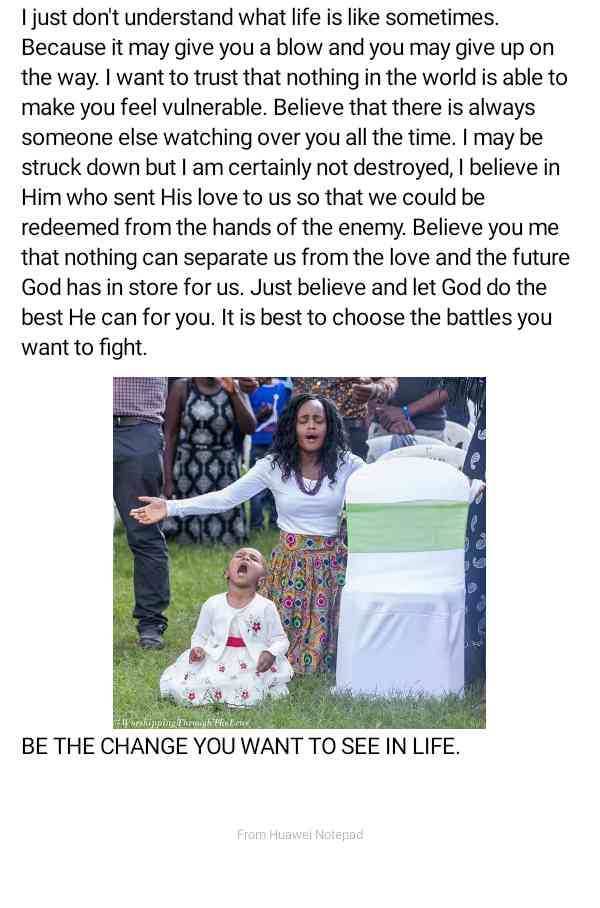 I just don't understand what life is like sometimes.
Because it may give you a blow and you may give up on
the way. I want to trust that nothing in the world is able to
make you feel vulnerable. Believe that there is always
someone else watching over you all the time. I may be
struck down but I am certainly not destroyed, I believe in
Him who sent His love to us so that we could be
redeemed from the hands of the enemy. Believe you me
that nothing can separate us from the love and the future
God has in store for us. Just believe and let God do the
best He can for you. It is best to choose the battles you
want to fight.
#WorshippingThroughTheLens
BE THE CHANGE YOU WANT TO SEE IN LIFE.
From Huawei Notepad